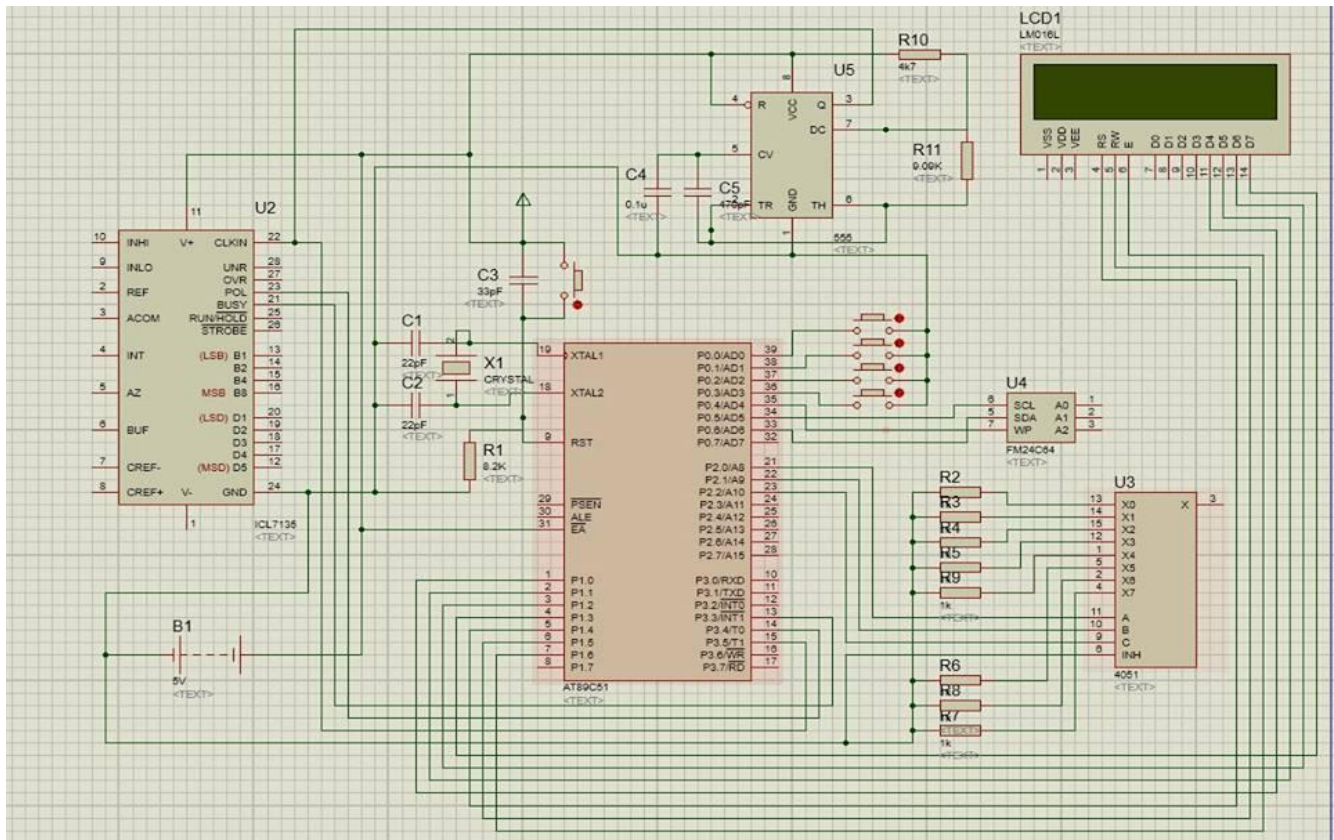 LCD1
LM016L
<TEXT>
VSS VDD VEE RS RW E D0 D1 D2 D3 D4 D5 D6 D7
1 2 3 4 5 6 7 8 9 10 11 12 13 14
R10
4k7
<TEXT>
U5
8
4 R VCC Q 3
DC 7
5 CV
TR GND TH 6
1
555
<TEXT>
R11
9.09K
<TEXT>
C4
0.1u
<TEXT>
C5
470pF
<TEXT>
U2
11
10 INHI V+ CLKIN 22
9 INLO UNR 28
OVR 27
2 REF POL 23
BUSY 21
3 ACOM RUN/HOLD 25
STROBE 26
4 INT (LSB) B1 13
B2 14
B4 15
5 AZ MSB B8 16
(LSD) D1 20
6 BUF D2 19
D3 18
D4 17
7 CREF- (MSD) D5 12
8 CREF+ V- GND 24
1
ICL7135
<TEXT>
C3
33pF
<TEXT>
C1
22pF
<TEXT>
C2
22pF
<TEXT>
2
X1
CRYSTAL
<TEXT>
1
R1
8.2K
<TEXT>
19 XTAL1 P0.0/AD0 39
P0.1/AD1 38
P0.2/AD2 37
18 XTAL2 P0.3/AD3 36
P0.4/AD4 35
P0.5/AD5 34
P0.6/AD6 33
9 RST P0.7/AD7 32
P2.0/A8 21
P2.1/A9 22
P2.2/A10 23
29 PSEN P2.3/A11 24
30 ALE P2.4/A12 25
31 EA P2.5/A13 26
P2.6/A14 27
P2.7/A15 28
1 P1.0 P3.0/RXD 10
2 P1.1 P3.1/TXD 11
3 P1.2 P3.2/INT0 12
4 P1.3 P3.3/INT1 13
5 P1.4 P3.4/T0 14
6 P1.5 P3.5/T1 15
7 P1.6 P3.6/WR 16
8 P1.7 P3.7/RD 17
AT89C51
<TEXT>
U4
6 SCL A0 1
5 SDA A1 2
7 WP A2 3
FM24C64
<TEXT>
R2
R3
R4
R5
R9
1k
<TEXT>
R6
R8
R7
<TEXT>
1k
<TEXT>
U3
13 X0 X 3
14 X1
15 X2
12 X3
1 X4
5 X5
2 X6
4 X7
11 A
10 B
9 C
6 INH
4051
<TEXT>
B1
5V
<TEXT>